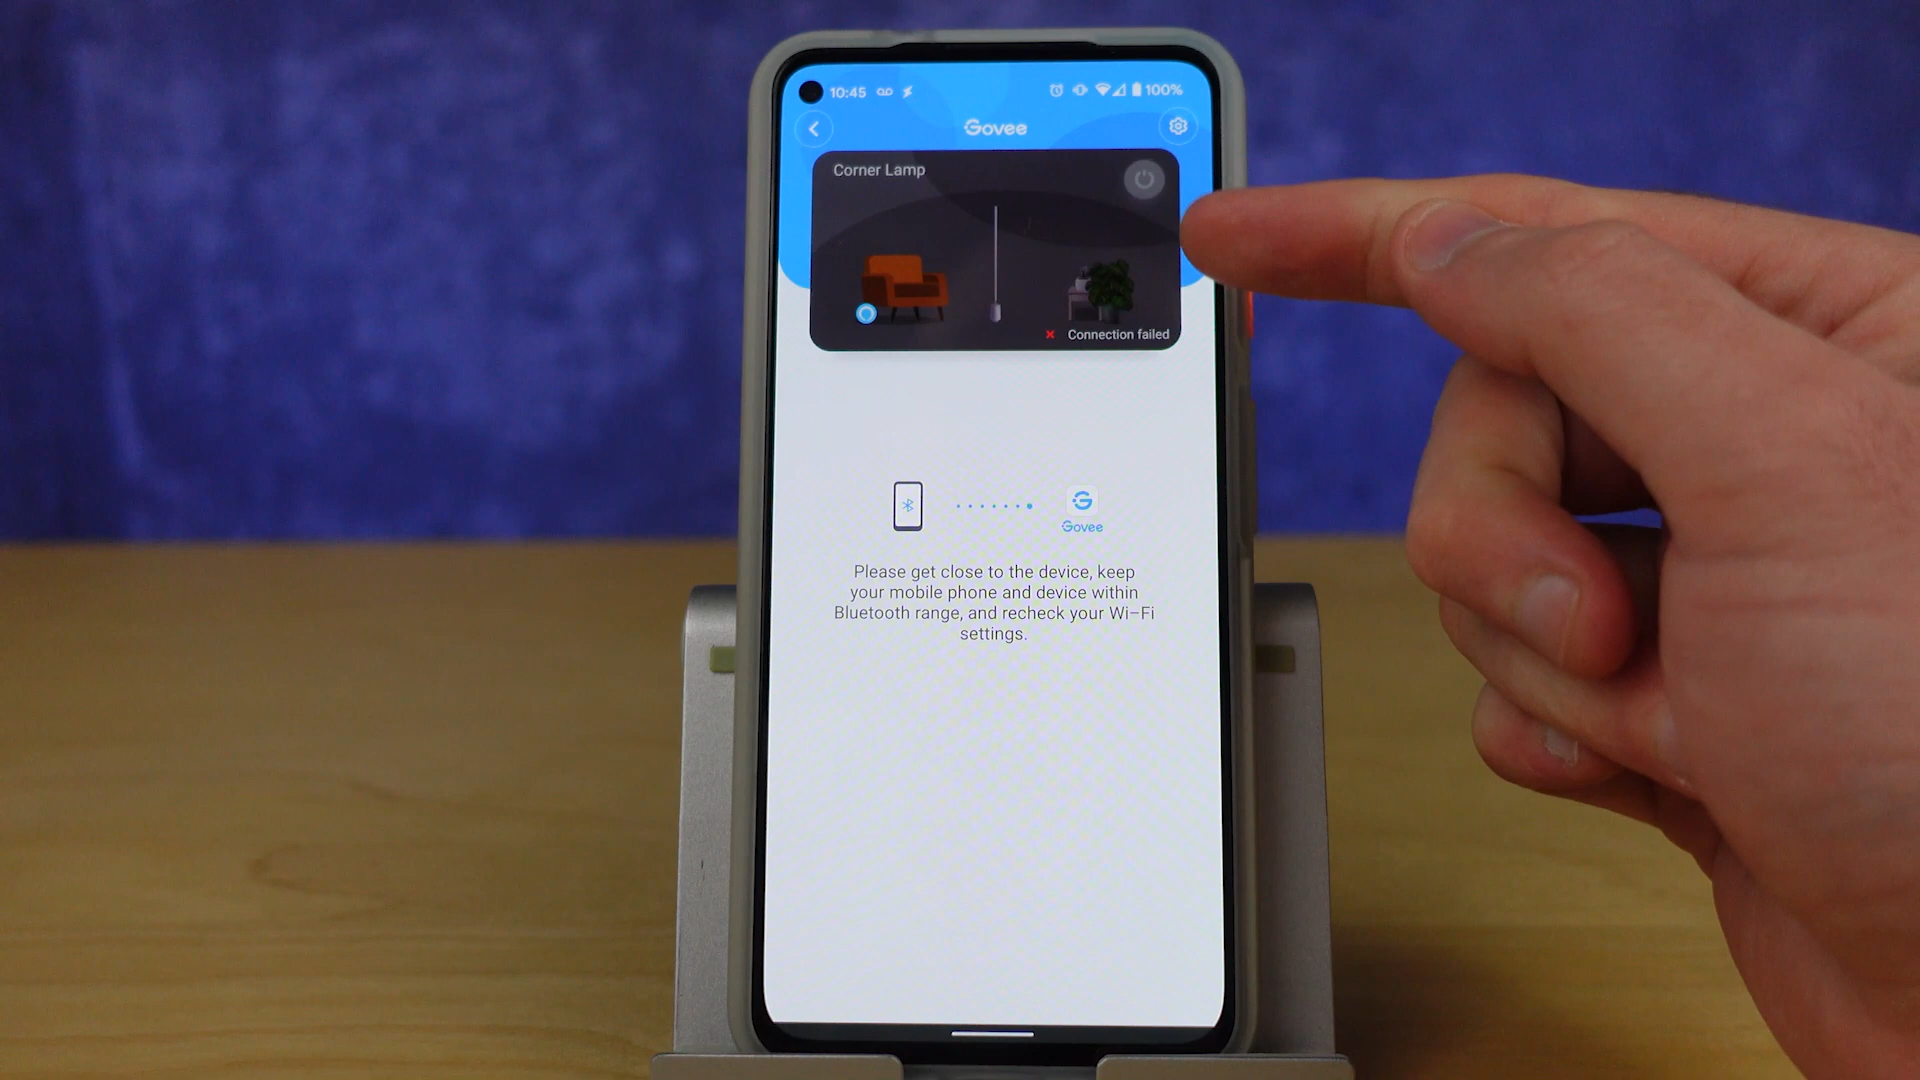 10:45
100%
Govee
Corner Lamp
Connection failed
Govee
Please get close to the device, keep
your mobile phone and device within
Bluetooth range, and recheck your Wi-Fi
settings.